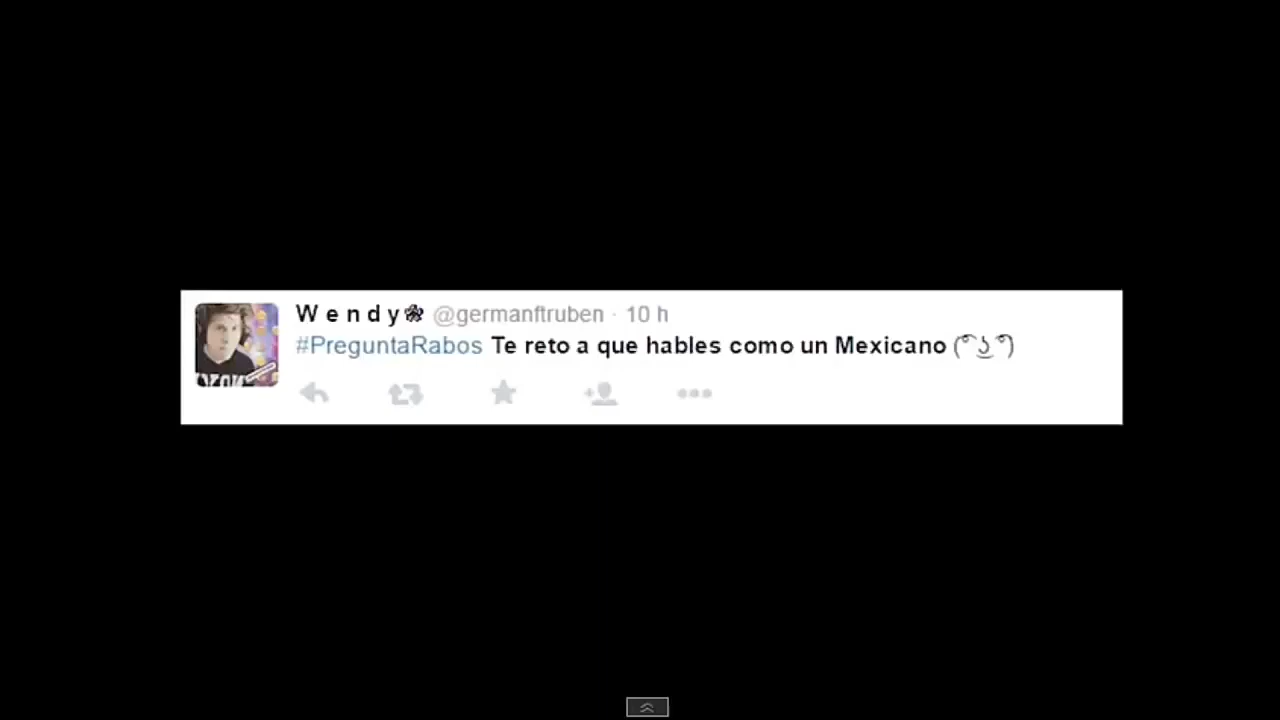 W e n d y❀ @germanftruben · 10 h
#PreguntaRabos Te reto a que hables como un Mexicano ( ͡° ͜ʖ ͡°)